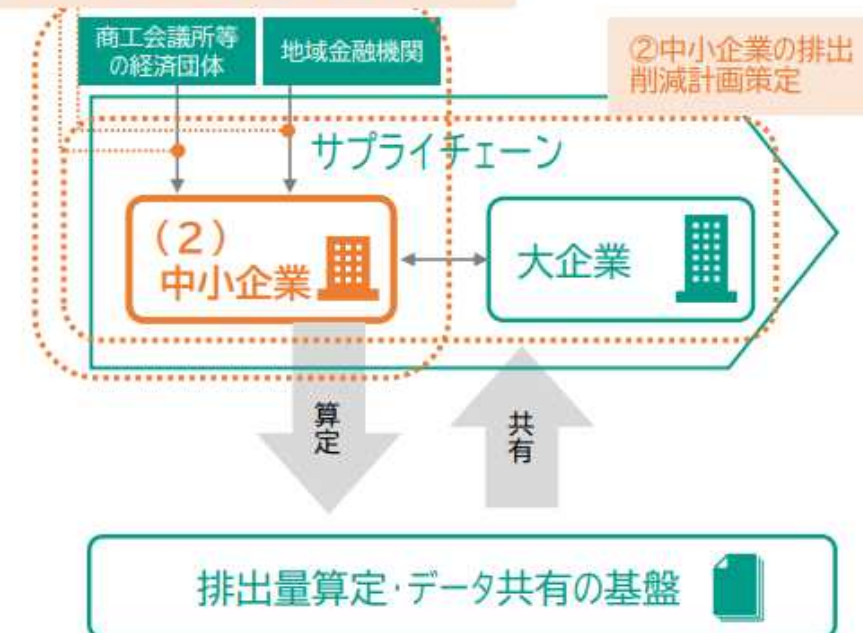 商工会議所等
の経済団体
地域金融機関
②中小企業の排出
削減計画策定
サプライチェーン
(2)
中小企業
大企業
算定
共有
排出量算定・データ共有の基盤